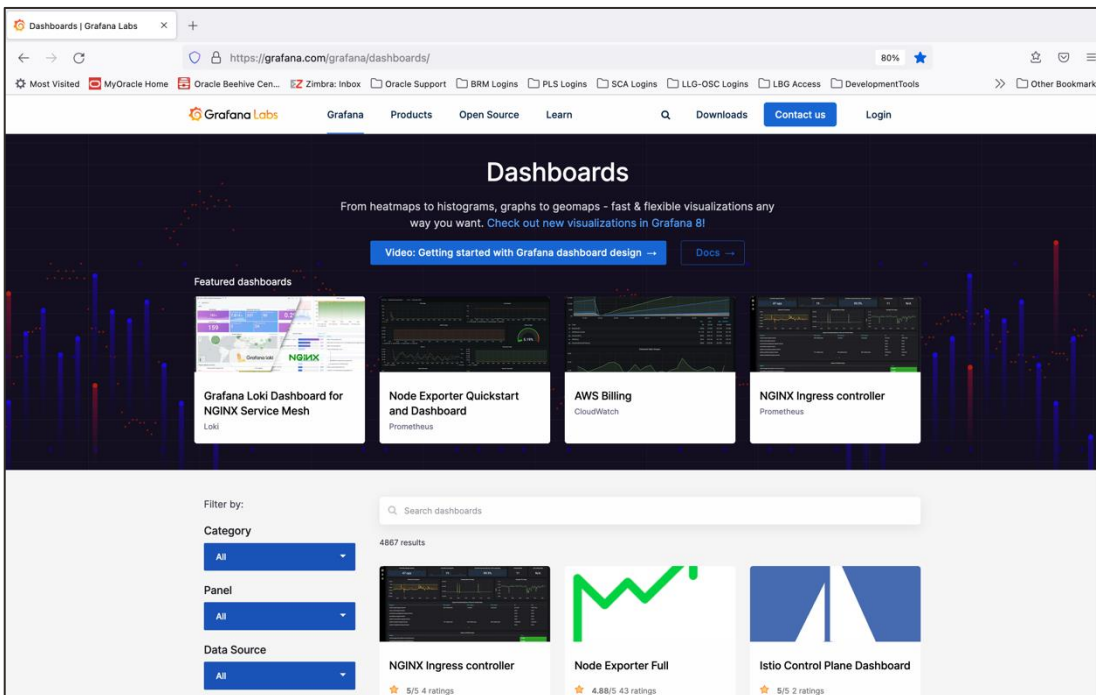 Dashboards | Grafana Labs
https://grafana.com/grafana/dashboards/
80%
Most Visited MyOracle Home Oracle Beehive Cen... Zimbra: Inbox Oracle Support BRM Logins PLS Logins SCA Logins LLG-OSC Logins LBG Access DevelopmentTools Other Bookmark
Grafana Labs Grafana Products Open Source Learn Downloads Contact us Login
Dashboards
From heatmaps to histograms, graphs to geomaps - fast & flexible visualizations any
way you want. Check out new visualizations in Grafana 8!
Video: Getting started with Grafana dashboard design → Docs →
Featured dashboards
159
Grafana Loki
NGINX
Grafana Loki Dashboard for
NGINX Service Mesh
Loki
Node Exporter Quickstart
and Dashboard
Prometheus
AWS Billing
CloudWatch
NGINX Ingress controller
Prometheus
Filter by:
Category
All
Panel
All
Data Source
All
Search dashboards
4867 results
NGINX Ingress controller
5/5 4 ratings
Node Exporter Full
4.88/5 43 ratings
Istio Control Plane Dashboard
5/5 2 ratings